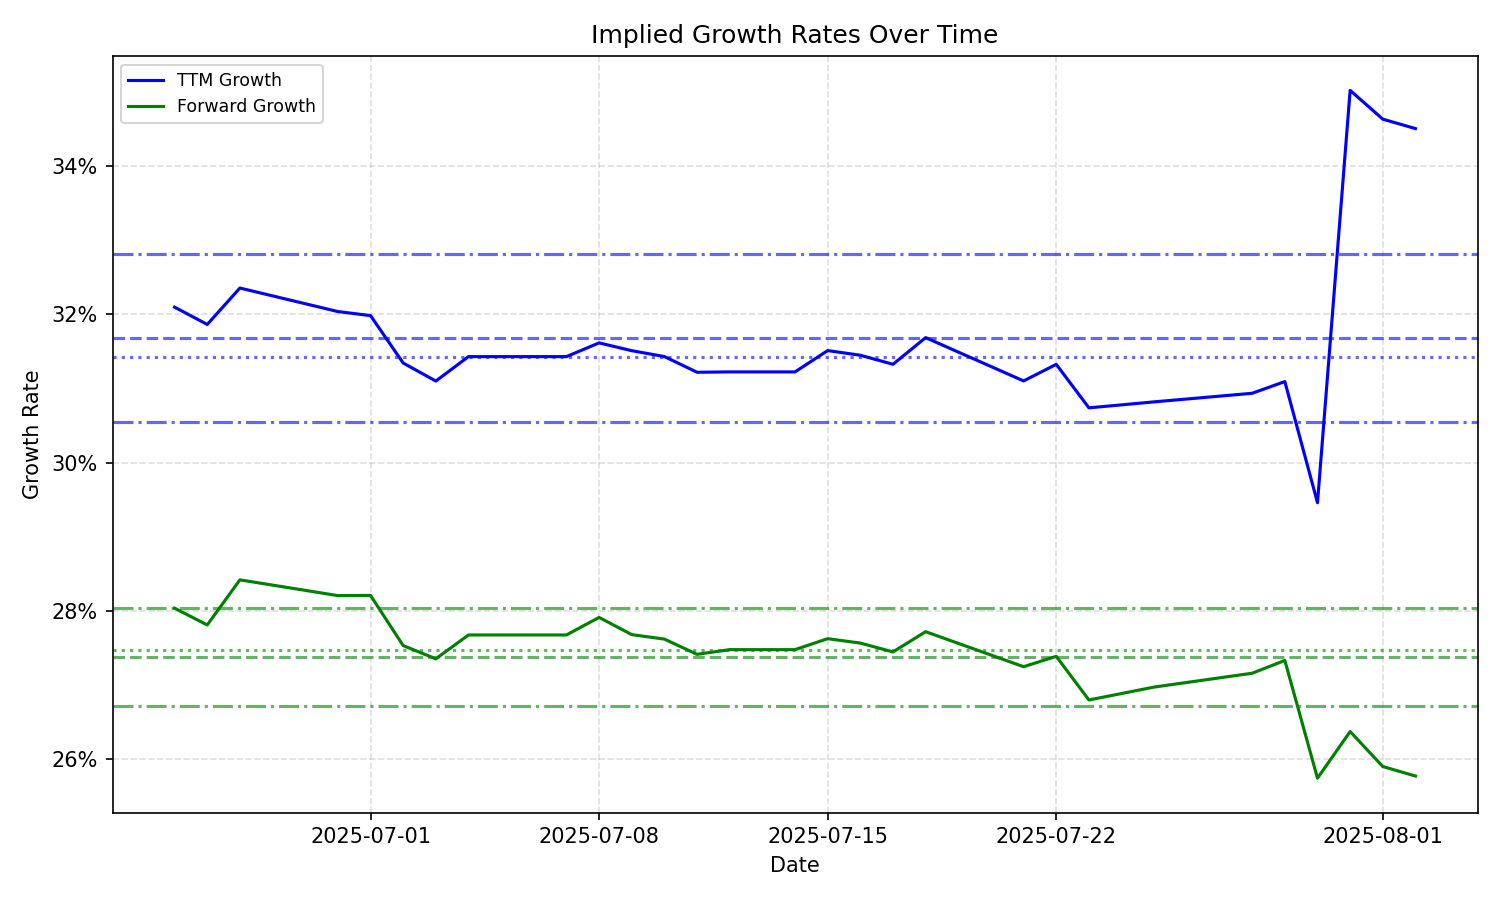 Implied Growth Rates Over Time
TTM Growth
Forward Growth
34%
32%
30%
28%
26%
Growth Rate
2025-07-01
2025-07-08
2025-07-15
2025-07-22
2025-08-01
Date